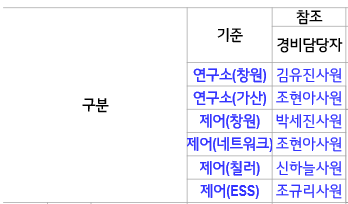 구분
기준
참조
경비담당자
연구소(창원) 김유진사원
연구소(가산) 조현아사원
제어(창원) 박세진사원
제어(네트워크) 조현아사원
제어(칠러) 신하늘사원
제어(ESS) 조규리사원